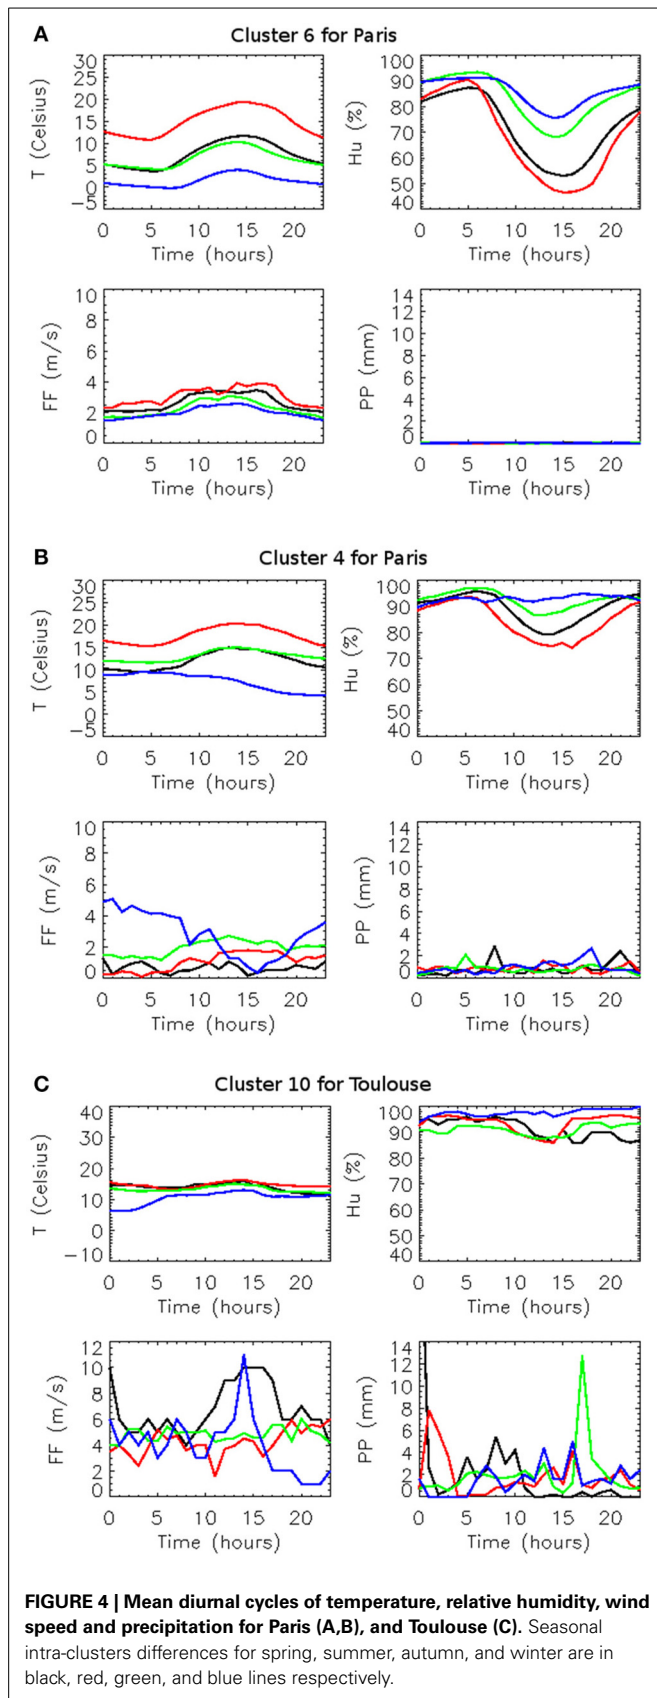 A
Cluster 6 for Paris
T (Celsius)
30
25
20
15
10
5
0
−5
0 5 10 15 20
Time (hours)
Hu (%)
100
90
80
70
60
50
40
0 5 10 15 20
Time (hours)
FF (m/s)
10
8
6
4
2
0
0 5 10 15 20
Time (hours)
PP (mm)
14
12
10
8
6
4
2
0
0 5 10 15 20
Time (hours)
B
Cluster 4 for Paris
T (Celsius)
30
25
20
15
10
5
0
−5
0 5 10 15 20
Time (hours)
Hu (%)
100
90
80
70
60
50
40
0 5 10 15 20
Time (hours)
FF (m/s)
10
8
6
4
2
0
0 5 10 15 20
Time (hours)
PP (mm)
14
12
10
8
6
4
2
0
0 5 10 15 20
Time (hours)
C
Cluster 10 for Toulouse
T (Celsius)
40
30
20
10
0
−10
0 5 10 15 20
Time (hours)
Hu (%)
100
90
80
70
60
50
40
0 5 10 15 20
Time (hours)
FF (m/s)
12
10
8
6
4
2
0
0 5 10 15 20
Time (hours)
PP (mm)
14
12
10
8
6
4
2
0
0 5 10 15 20
Time (hours)
FIGURE 4 | Mean diurnal cycles of temperature, relative humidity, wind
speed and precipitation for Paris (A,B), and Toulouse (C). Seasonal
intra-clusters differences for spring, summer, autumn, and winter are in
black, red, green, and blue lines respectively.